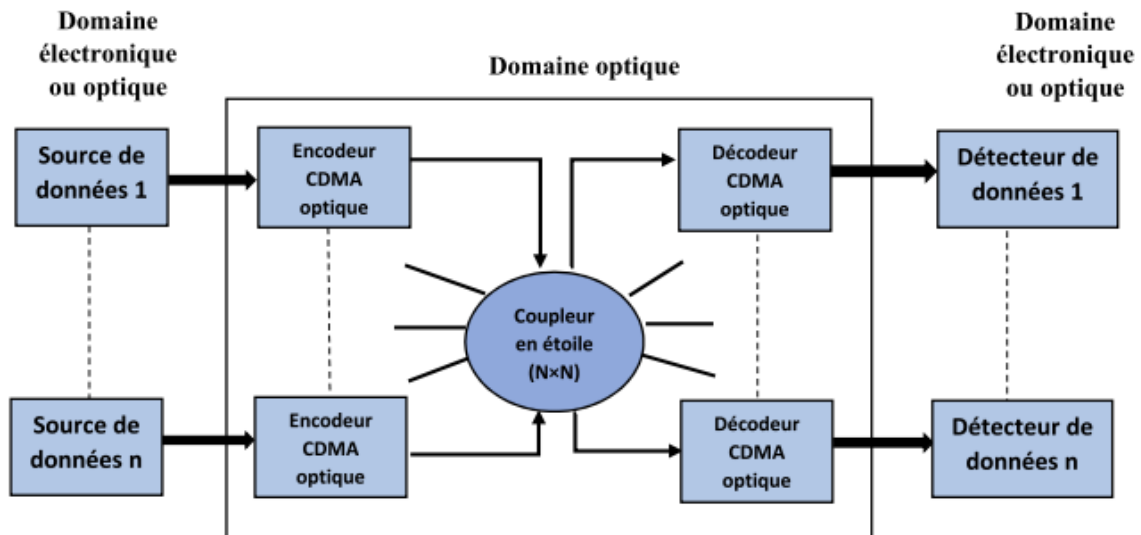 Domaine
électronique
ou optique
Domaine optique
Domaine
électronique
ou optique
Source de
données 1
Encodeur
CDMA
optique
Décodeur
CDMA
optique
Détecteur de
données 1
Coupleur
en étoile
(N×N)
Source de
données n
Encodeur
CDMA
optique
Décodeur
CDMA
optique
Détecteur de
données n